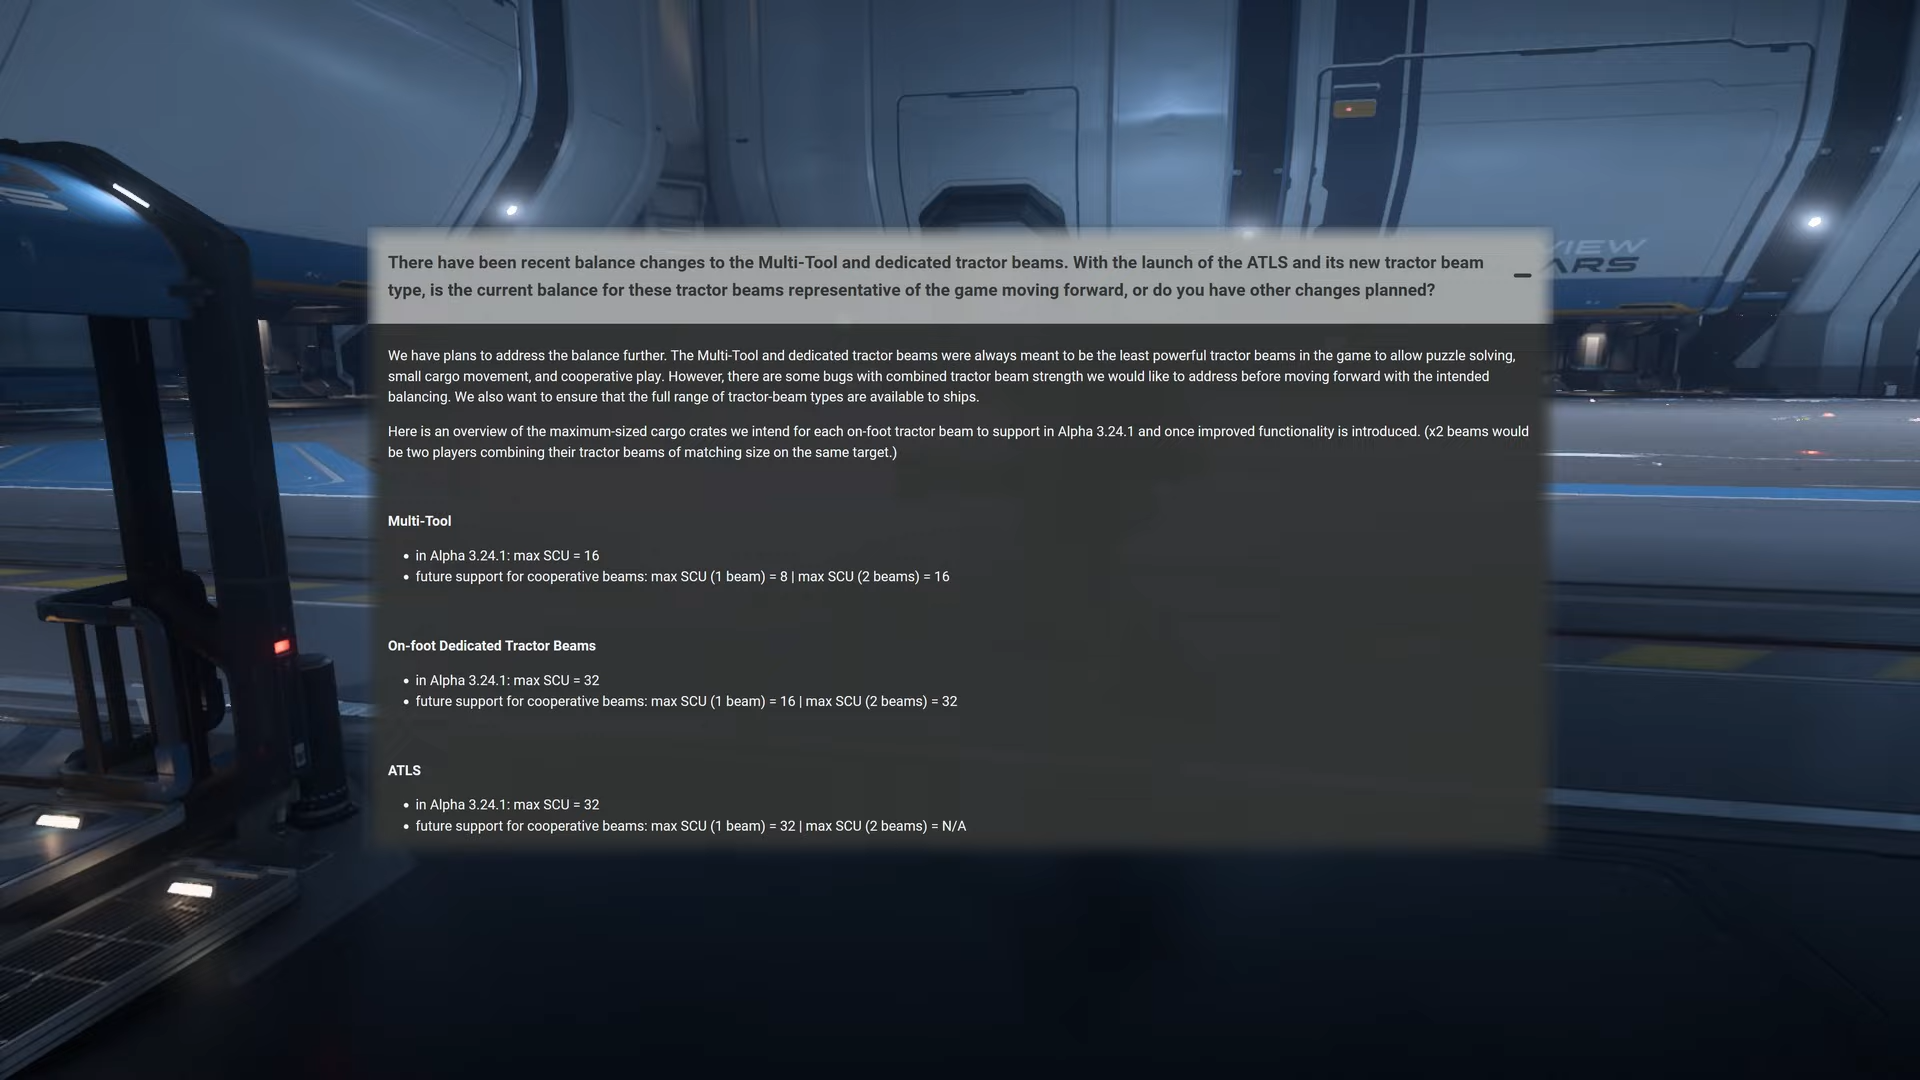 VIEW
ARS
There have been recent balance changes to the Multi-Tool and dedicated tractor beams. With the launch of the ATLS and its new tractor beam
type, is the current balance for these tractor beams representative of the game moving forward, or do you have other changes planned?
We have plans to address the balance further. The Multi-Tool and dedicated tractor beams were always meant to be the least powerful tractor beams in the game to allow puzzle solving,
small cargo movement, and cooperative play. However, there are some bugs with combined tractor beam strength we would like to address before moving forward with the intended
balancing. We also want to ensure that the full range of tractor-beam types are available to ships.
Here is an overview of the maximum-sized cargo crates we intend for each on-foot tractor beam to support in Alpha 3.24.1 and once improved functionality is introduced. (x2 beams would
be two players combining their tractor beams of matching size on the same target.)
Multi-Tool
• in Alpha 3.24.1: max SCU = 16
• future support for cooperative beams: max SCU (1 beam) = 8 | max SCU (2 beams) = 16
On-foot Dedicated Tractor Beams
• in Alpha 3.24.1: max SCU = 32
• future support for cooperative beams: max SCU (1 beam) = 16 | max SCU (2 beams) = 32
ATLS
• in Alpha 3.24.1: max SCU = 32
• future support for cooperative beams: max SCU (1 beam) = 32 | max SCU (2 beams) = N/A